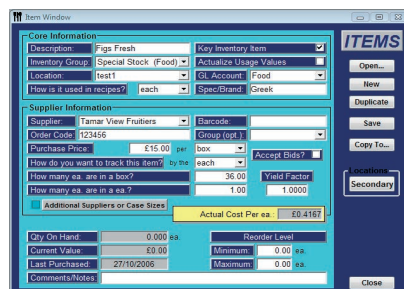 Item Window
Core Information
Description: Figs Fresh Key Inventory Item
Inventory Group: Special Stock (Food) Actualize Usage Values
Location: test1 GL Account: Food
How is it used in recipes? each Spec/Brand: Greek
Supplier Information
Supplier: Tamar View Fruitiers Barcode:
Order Code: 123456 Group (opt.):
Purchase Price: £15.00 per box Accept Bids?
How do you want to track this item? by the each
How many ea. are in a box? 36.00 Yield Factor
How many ea. are in a ea.? 1.00 1.0000
Additional Suppliers or Case Sizes
Actual Cost Per ea.: £0.4167
Qty On Hand: 0.000 ea. Reorder Level
Current Value: £0.00 Minimum: 0.00 ea.
Last Purchased: 27/10/2006 Maximum: 0.00 ea.
Comments/Notes:
ITEMS
Open...
New
Duplicate
Save
Copy To...
Locations
Secondary
Close